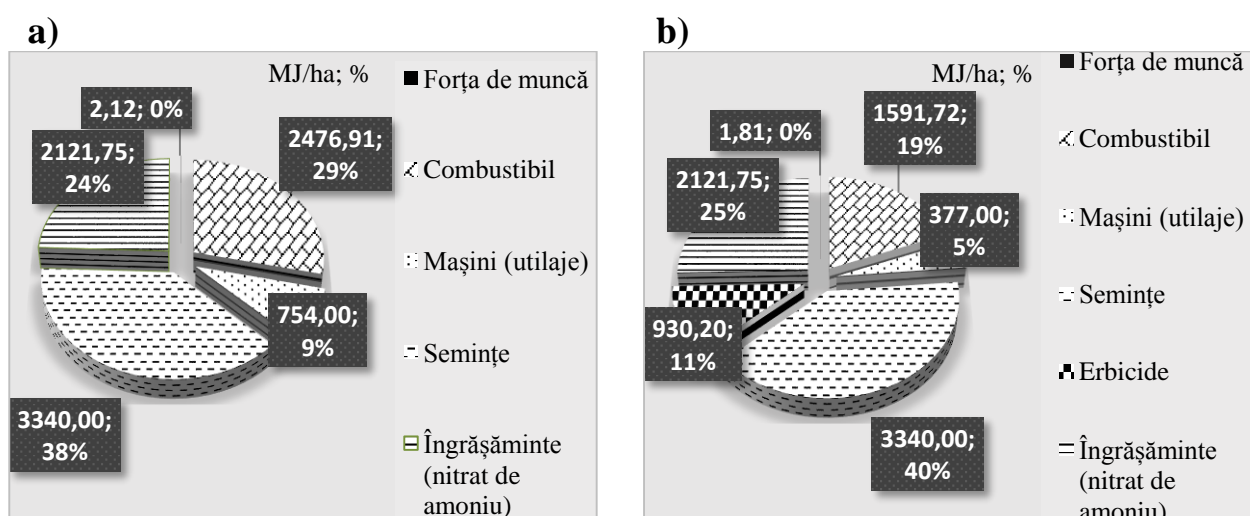 a)
MJ/ha; %
2,12; 0%
2121,75;
24%
2476,91;
29%
754,00;
9%
3340,00;
38%
Forța de muncă
Combustibil
Mașini (utilaje)
Semințe
Îngrășăminte
(nitrat de
amoniu)
b)
MJ/ha; %
1,81; 0%
1591,72;
19%
2121,75;
25%
377,00;
5%
930,20;
11%
3340,00;
40%
Forța de muncă
Combustibil
Mașini (utilaje)
Semințe
Erbicide
Îngrășăminte
(nitrat de
amoniu)